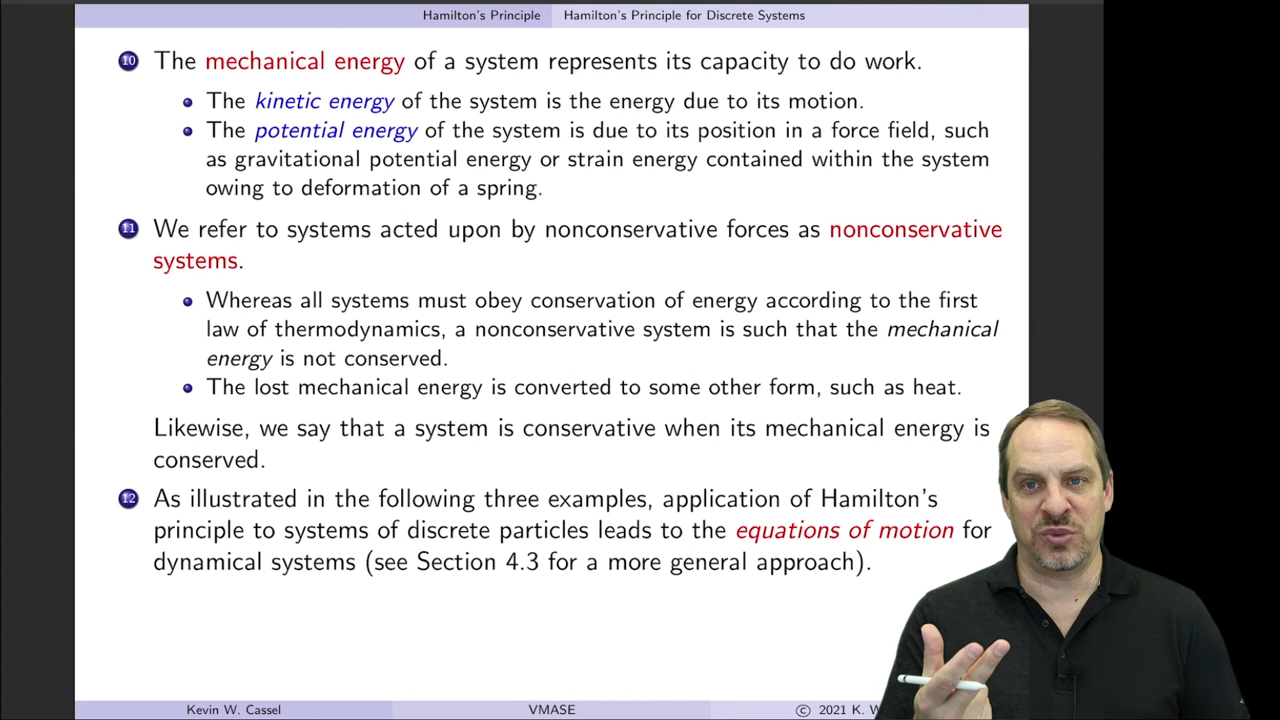 Hamilton's Principle Hamilton's Principle for Discrete Systems
10 The mechanical energy of a system represents its capacity to do work.
The kinetic energy of the system is the energy due to its motion.
The potential energy of the system is due to its position in a force field, such
as gravitational potential energy or strain energy contained within the system
owing to deformation of a spring.
11 We refer to systems acted upon by nonconservative forces as nonconservative
systems.
Whereas all systems must obey conservation of energy according to the first
law of thermodynamics, a nonconservative system is such that the mechanical
energy is not conserved.
The lost mechanical energy is converted to some other form, such as heat.
Likewise, we say that a system is conservative when its mechanical energy is
conserved.
12 As illustrated in the following three examples, application of Hamilton's
principle to systems of discrete particles leads to the equations of motion for
dynamical systems (see Section 4.3 for a more general approach).
Kevin W. Cassel VMASE © 2021 K. W